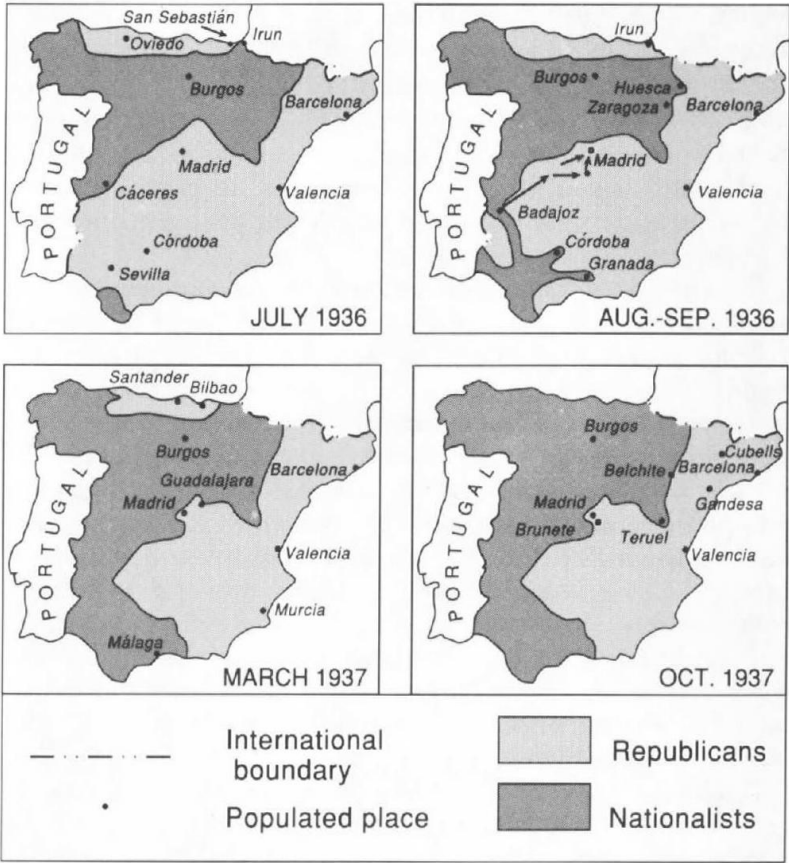 San Sebastián
Irun
Oviedo
Burgos
Barcelona
PORTUGAL
Madrid
Cáceres
Valencia
Córdoba
Sevilla
JULY 1936
Irun
Burgos
Huesca
Zaragoza
Barcelona
PORTUGAL
Madrid
Valencia
Badajoz
Córdoba
Granada
AUG.-SEP. 1936
Santander
Bilbao
Burgos
Guadalajara
Barcelona
PORTUGAL
Madrid
Valencia
Murcia
Málaga
MARCH 1937
Burgos
Cubells
Belchite
Barcelona
Gandesa
PORTUGAL
Madrid
Brunete
Teruel
Valencia
OCT. 1937
International
boundary
Populated place
Republicans
Nationalists